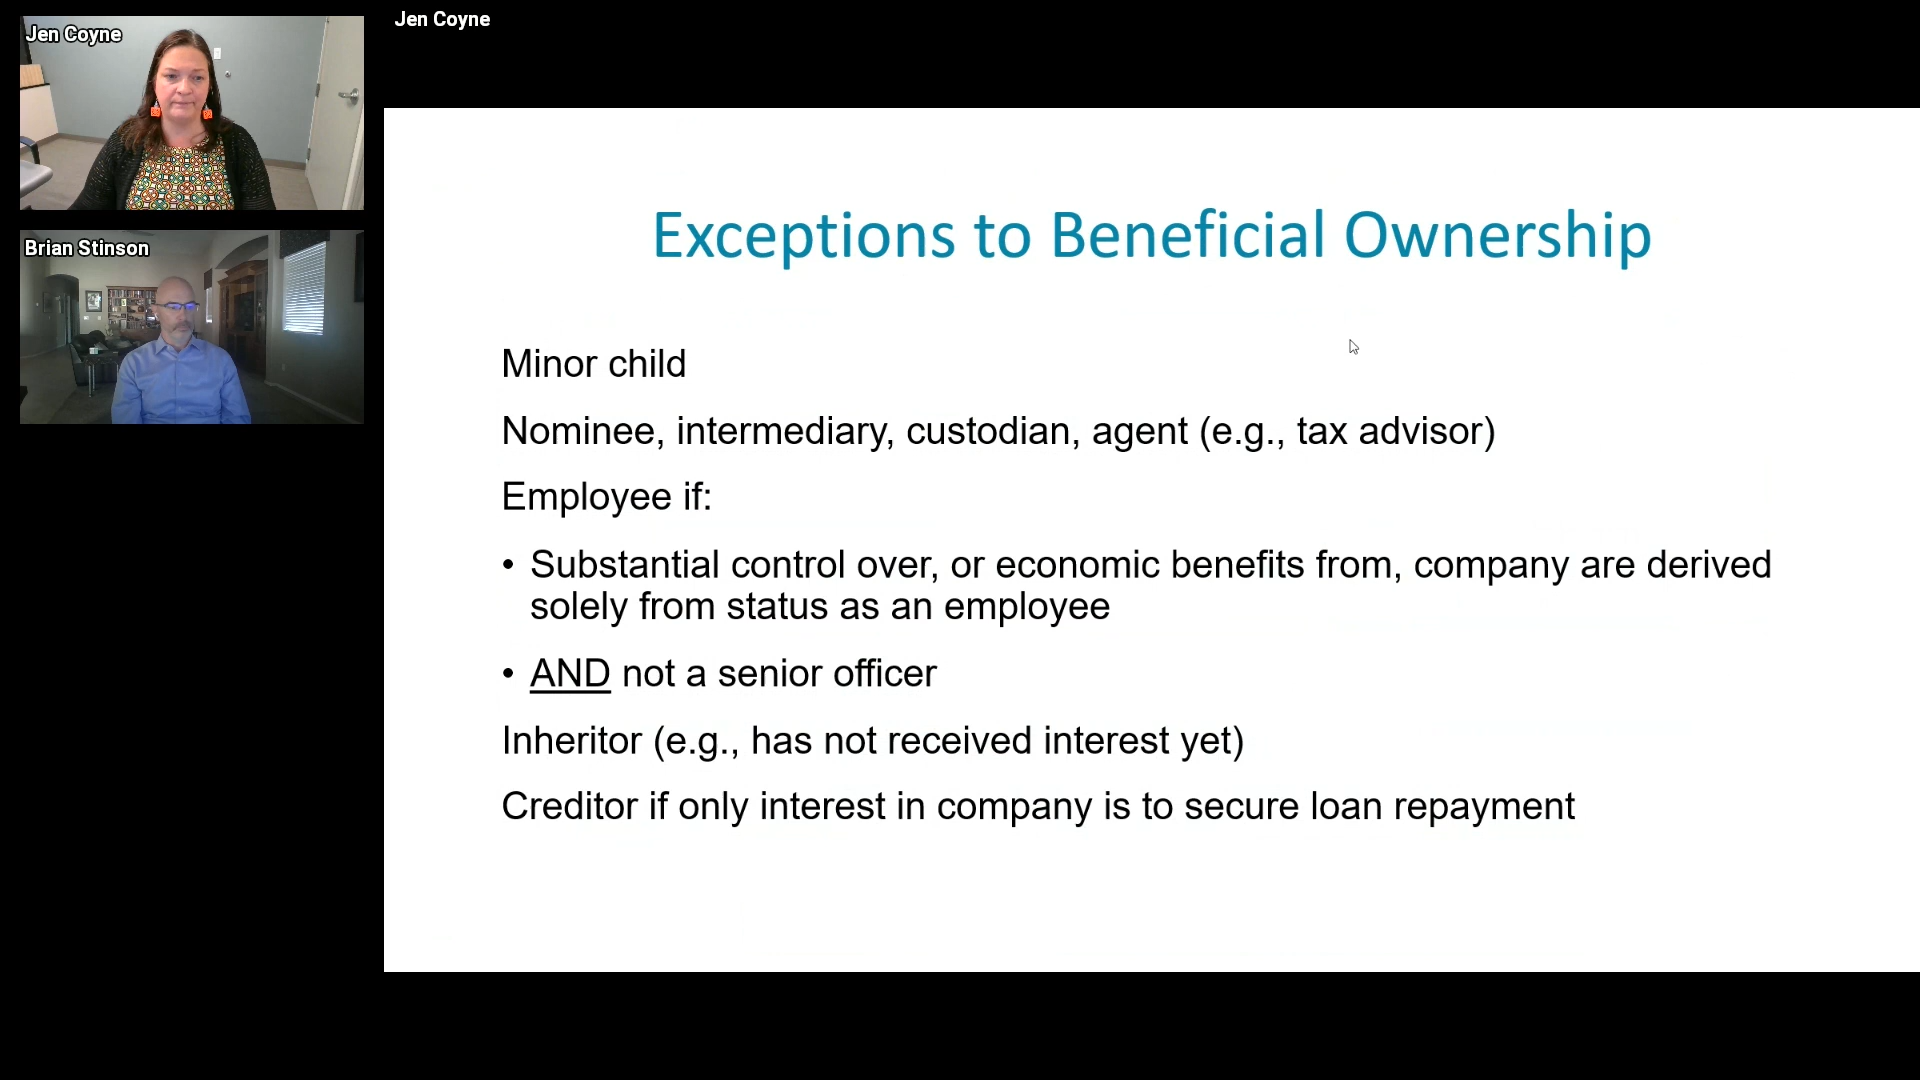 Jen Coyne
Jen Coyne
Brian Stinson
Exceptions to Beneficial Ownership
Minor child
Nominee, intermediary, custodian, agent (e.g., tax advisor)
Employee if:
• Substantial control over, or economic benefits from, company are derived
solely from status as an employee
• AND not a senior officer
Inheritor (e.g., has not received interest yet)
Creditor if only interest in company is to secure loan repayment